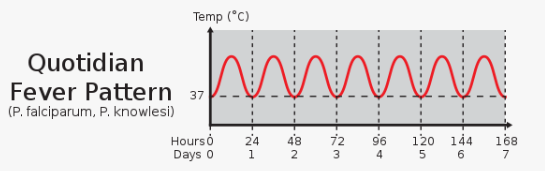 Temp (˚C)
Quotidian
Fever Pattern
(P. falciparum, P. knowlesi)
37
Hours 0 24 48 72 96 120 144 168
Days 0 1 2 3 4 5 6 7